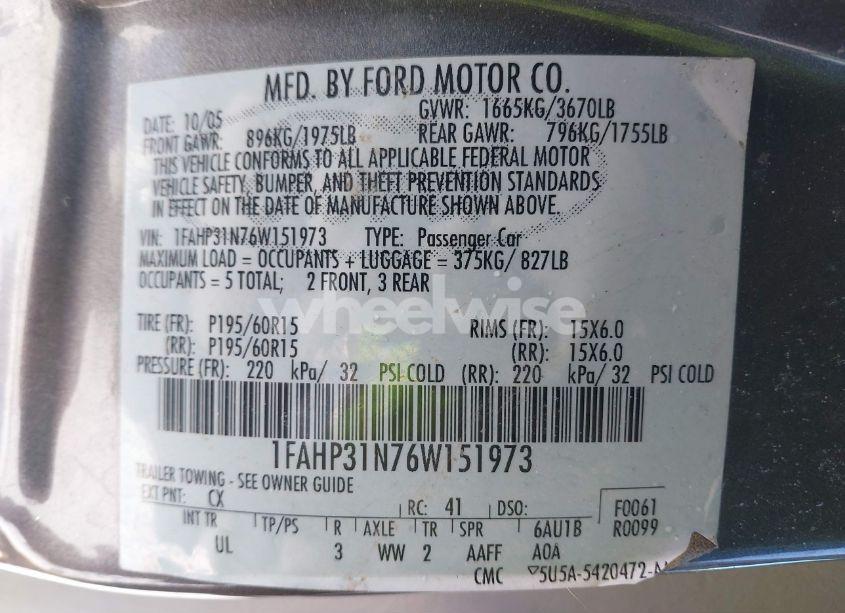 MFD. BY FORD MOTOR CO.
DATE: 10/05 GVWR: 1665KG/3670LB
FRONT GAWR: 896KG/1975LB REAR GAWR: 796KG/1755LB
THIS VEHICLE CONFORMS TO ALL APPLICABLE FEDERAL MOTOR
VEHICLE SAFETY, BUMPER, AND THEFT PREVENTION STANDARDS
IN EFFECT ON THE DATE OF MANUFACTURE SHOWN ABOVE.
VIN: 1FAHP31N76W151973 TYPE: Passenger Car
MAXIMUM LOAD = OCCUPANTS + LUGGAGE = 375KG/ 827LB
OCCUPANTS = 5 TOTAL; 2 FRONT, 3 REAR
wheelwise
TIRE (FR): P195/60R15 RIMS (FR): 15X6.0
(RR): P195/60R15 (RR): 15X6.0
PRESSURE (FR): 220 kPa/ 32 PSI COLD (RR): 220 kPa/ 32 PSI COLD
1FAHP31N76W151973
TRAILER TOWING - SEE OWNER GUIDE
EXT PNT: CX RC: 41 DSO: F0061
INT TR TP/PS R AXLE TR SPR 6AU1B R0099
UL 3 WW 2 AAFF A0A
CMC ▽5U5A-5420472-